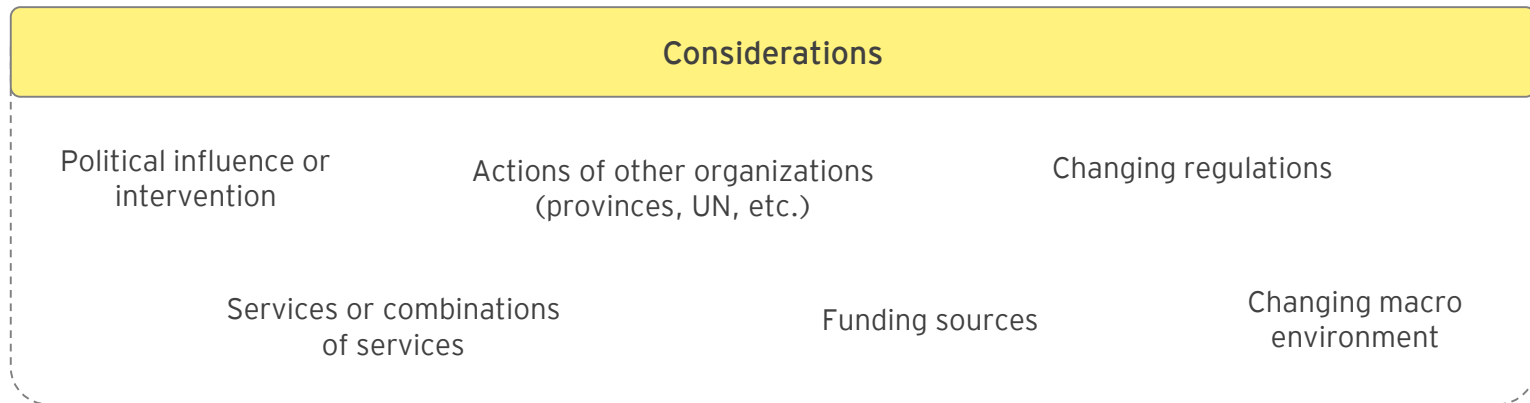 Considerations
Political influence or
intervention
Actions of other organizations
(provinces, UN, etc.)
Changing regulations
Services or combinations
of services
Funding sources
Changing macro
environment